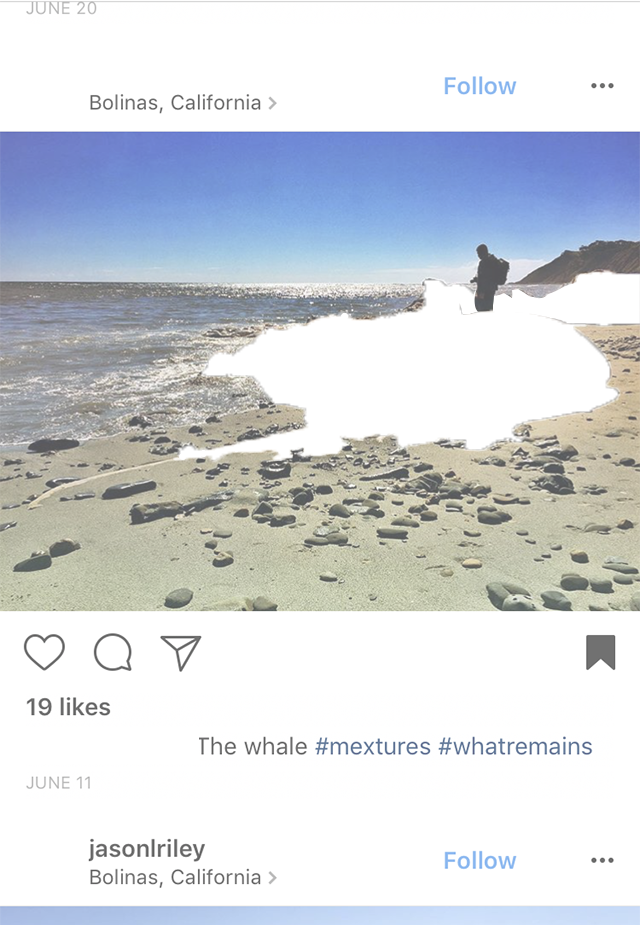 JUNE 20
Follow
Bolinas, California
19 likes
The whale #mextures #whatremains
JUNE 11
jasonlriley
Follow
Bolinas, California